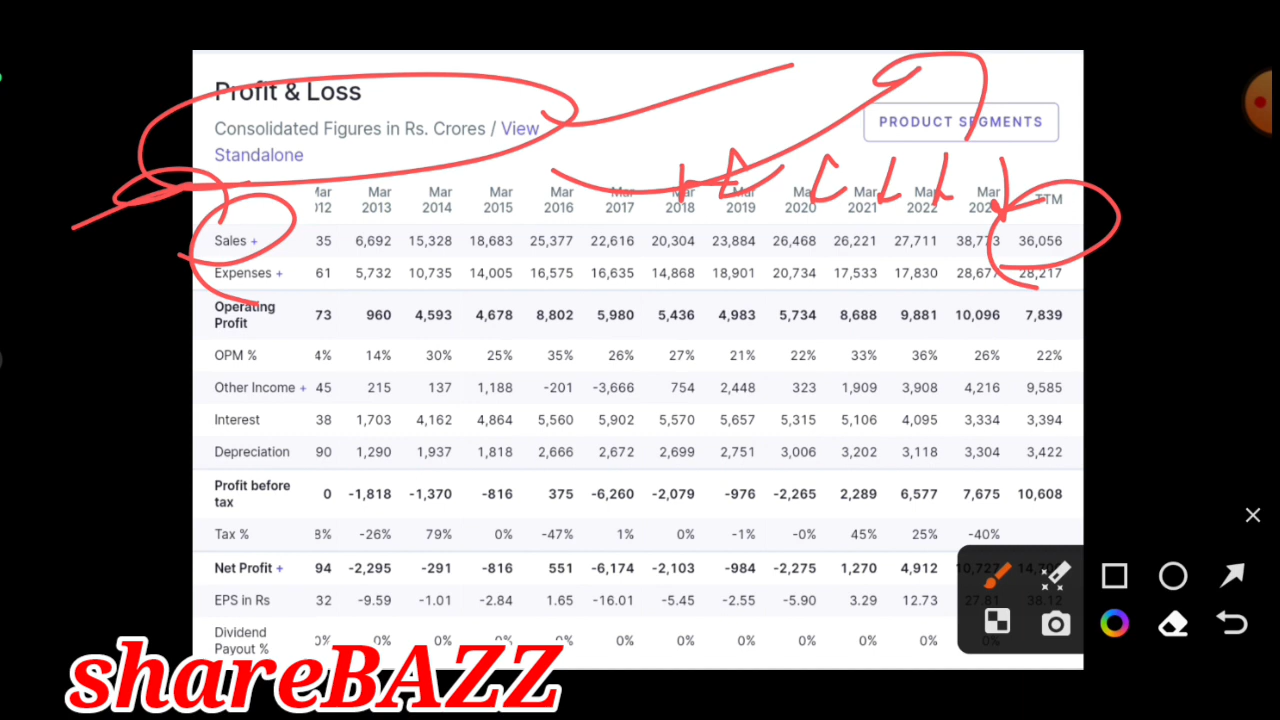 Profit & Loss
Consolidated Figures in Rs. Crores / View
Standalone
PRODUCT SEGMENTS
Mar Mar Mar Mar Mar Mar Mar Mar Mar Mar Mar TTM
2013 2014 2015 2016 2017 2018 2019 2020 2021 2022
Sales + 35 6,692 15,328 18,683 25,377 22,616 20,304 23,884 26,468 26,221 27,711 38,773 36,056
Expenses + 61 5,732 10,735 14,005 16,575 16,635 14,868 18,901 20,734 17,533 17,830 28,677 28,217
Operating
Profit 73 960 4,593 4,678 8,802 5,980 5,436 4,983 5,734 8,688 9,881 10,096 7,839
OPM % 4% 14% 30% 25% 35% 26% 27% 21% 22% 33% 36% 26% 22%
Other Income + 45 215 137 1,188 -201 -3,666 754 2,448 323 1,909 3,908 4,216 9,585
Interest 38 1,703 4,162 4,864 5,560 5,902 5,570 5,657 5,315 5,106 4,095 3,334 3,394
Depreciation 90 1,290 1,937 1,818 2,666 2,672 2,699 2,751 3,006 3,202 3,118 3,304 3,422
Profit before
tax 0 -1,818 -1,370 -816 375 -6,260 -2,079 -976 -2,265 2,289 6,577 7,675 10,608
Tax % 8% -26% 79% 0% -47% 1% 0% -1% -0% 45% 25% -40%
Net Profit + 94 -2,295 -291 -816 551 -6,174 -2,103 -984 -2,275 1,270 4,912 10,727
EPS in Rs 32 -9.59 -1.01 -2.84 1.65 -16.01 -5.45 -2.55 -5.90 3.29 12.73 27.81 38.12
Dividend
Payout % 0% 0% 0% 0% 0% 0% 0% 0% 0% 0% 0%
shareBAZZ